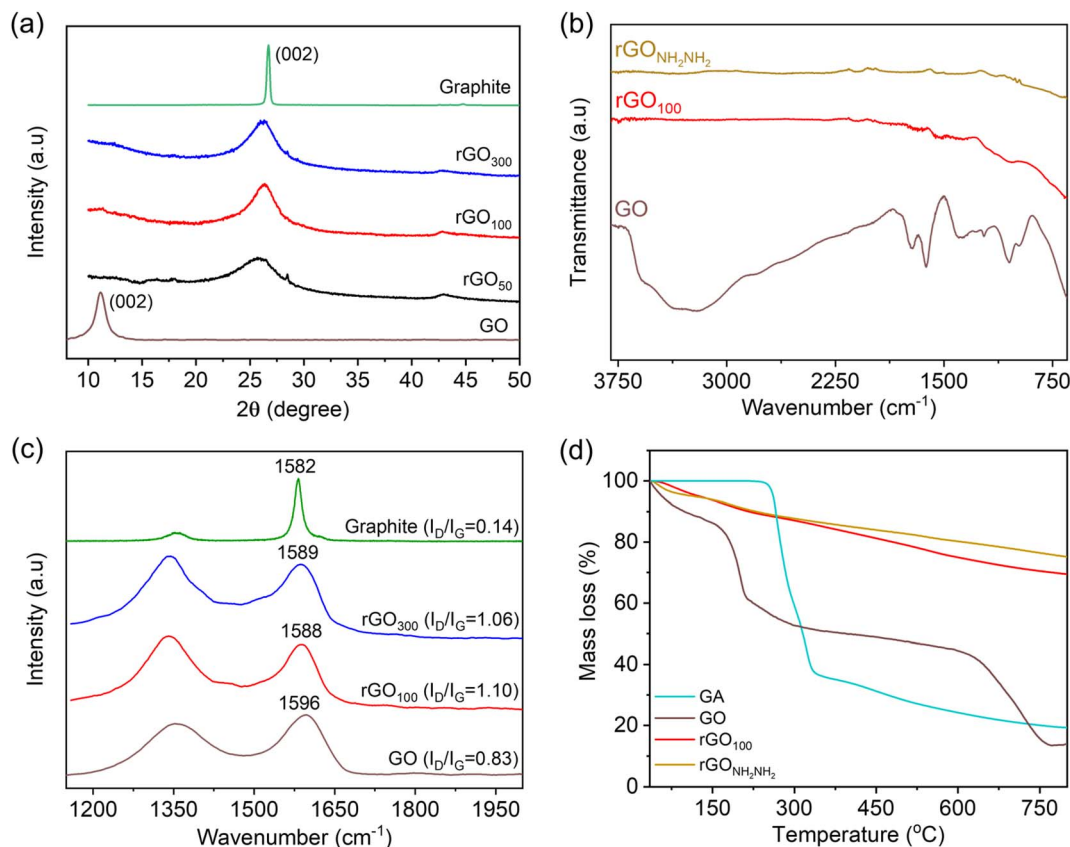 (a)
(002)
Graphite
rGO300
rGO100
rGO50
(002)
GO
Intensity (a.u)
10 15 20 25 30 35 40 45 50
2θ (degree)
(b)
rGONH2NH2
rGO100
GO
Transmittance (a.u)
3750 3000 2250 1500 750
Wavenumber (cm-1)
(c)
1582
Graphite (ID/IG=0.14)
1589
rGO300 (ID/IG=1.06)
1588
rGO100 (ID/IG=1.10)
1596
GO (ID/IG=0.83)
Intensity (a.u)
1200 1350 1500 1650 1800 1950
Wavenumber (cm-1)
(d)
100
80
60
40
20
0
Mass loss (%)
GA
GO
rGO100
rGONH2NH2
150 300 450 600 750
Temperature (oC)